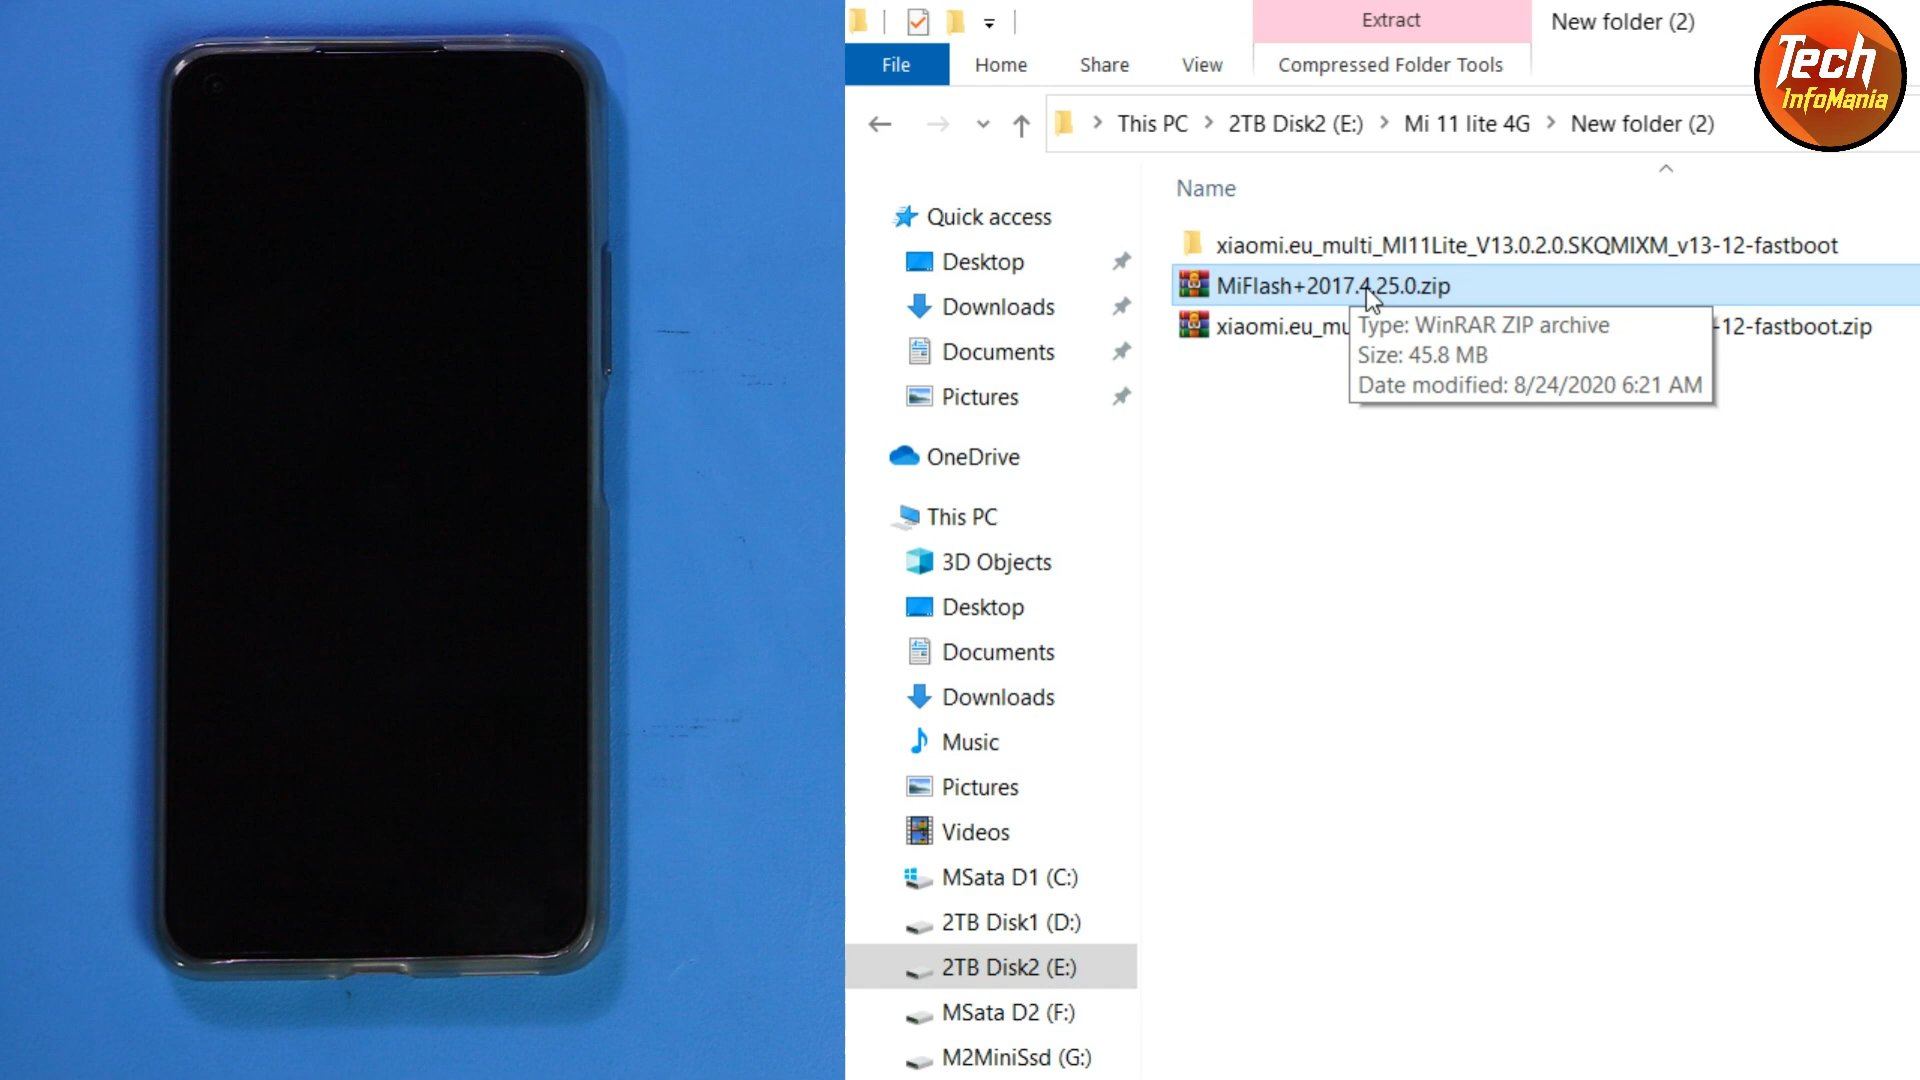 Extract
New folder (2)
Tech
InfoMania
File
Home
Share
View
Compressed Folder Tools
This PC
2TB Disk2 (E:)
Mi 11 lite 4G
New folder (2)
Name
Quick access
Desktop
Downloads
Documents
Pictures
OneDrive
This PC
3D Objects
Desktop
Documents
Downloads
Music
Pictures
Videos
MSata D1 (C:)
2TB Disk1 (D:)
2TB Disk2 (E:)
MSata D2 (F:)
M2MiniSsd (G:)
xiaomi.eu_multi_MI11Lite_V13.0.2.0.SKQMIXM_v13-12-fastboot
MiFlash+2017.4.25.0.zip
xiaomi.eu_mu -12-fastboot.zip
Type: WinRAR ZIP archive
Size: 45.8 MB
Date modified: 8/24/2020 6:21 AM